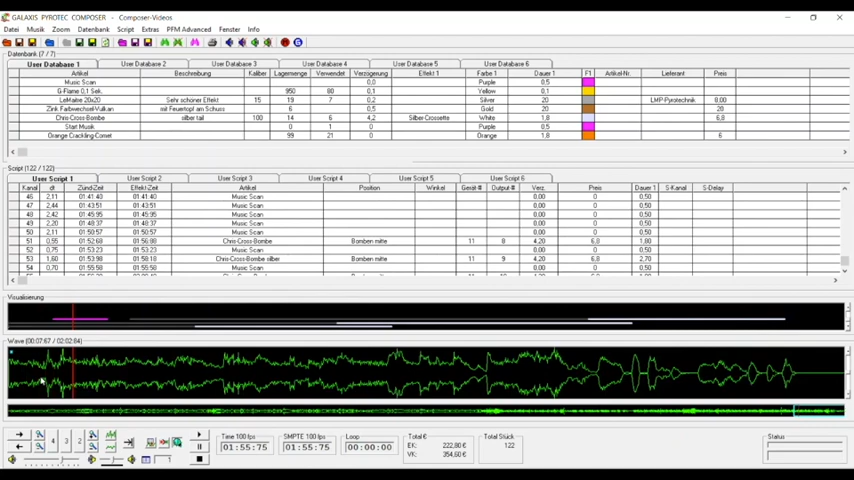 GALAXIS PYROTEC COMPOSER - Composer-Videos
Datei Musik Zoom Datenbank Script Extras PFM Advanced Fenster Info
Datenbank (7 / 7)
User Database 1 User Database 2 User Database 3 User Database 4 User Database 5 User Database 6
Artikel Beschreibung Kaliber Lagermenge Verwendet Verzögerung Effekt 1 Farbe 1 Dauer 1 F1 Artikel-Nr. Lieferant Preis
Music Scan 0,0 Purple 0,5
G-Flame 0,1 Sek. 950 80 0,1 Yellow 0,1
LeMaitre 20x20 Sehr schöner Effekt 15 19 7 0,2 Silver 20 LMP-Pyrotechnik 8,00
Zink Farbwechsel-Vulkan mit Feuertopf am Schuss 6 0,5 Gold 20 20
Chris-Cross-Bombe silber tail 100 14 6 4,2 Silber-Crossette White 1,8 6,8
Start Musik 0 1 0 Purple 0,5
Orange Crackling-Comet 99 21 0 Orange 1,8 6
Script (122 / 122)
User Script 1 User Script 2 User Script 3 User Script 4 User Script 5 User Script 6
Kanal dt Zünd-Zeit Effekt-Zeit Artikel Position Winkel Gerät-# Output-# Verz. Preis Dauer 1 S-Kanal S-Delay
46 2,11 01:41:40 01:41:40 Music Scan 0,00 0 0,50
47 2,44 01:43:51 01:43:51 Music Scan 0,00 0 0,50
48 2,42 01:45:95 01:45:95 Music Scan 0,00 0 0,50
49 2,20 01:48:37 01:48:37 Music Scan 0,00 0 0,50
50 2,11 01:50:57 01:50:57 Music Scan 0,00 0 0,50
51 0,55 01:52:68 01:56:88 Chris-Cross-Bombe Bomben mitte 11 8 4,20 6,8 1,80
52 0,75 01:53:23 01:53:23 Music Scan 0,00 0 0,50
53 1,60 01:53:98 01:58:18 Chris-Cross-Bombe silber Bomben mitte 11 9 4,20 6,8 2,70
54 0,70 01:55:58 01:55:58 Music Scan 0,00 0 0,50
Visualisierung
Wave (00:07:67 / 02:02:84)
4 3 2
Time 100 fps SMPTE 100 fps Loop Total € Total Stück Status
01:55:75 01:55:75 00:00:00 EK: 222,80 € 122
VK: 354,60 €
1